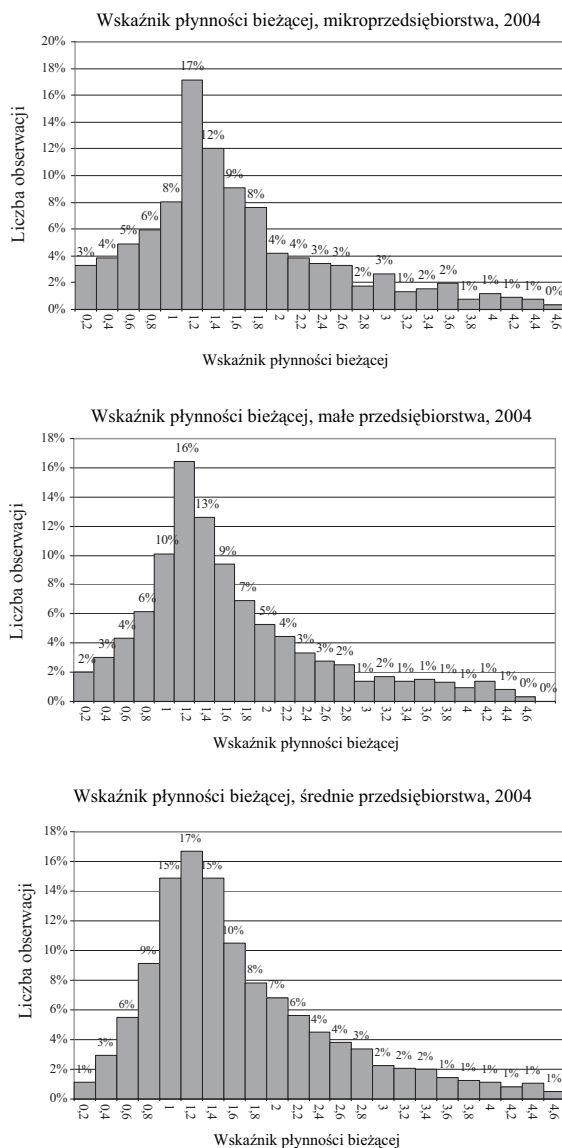 Wskaźnik płynności bieżącej, mikroprzedsiębiorstwa, 2004
Liczba obserwacji
20%
18%
16%
14%
12%
10%
8%
6%
4%
2%
0%
3% 4% 5% 6% 8% 17% 12% 9% 8% 4% 4% 3% 3% 2% 3% 1% 2% 2% 1% 1% 1% 1% 0%
0,2 0,4 0,6 0,8 1 1,2 1,4 1,6 1,8 2 2,2 2,4 2,6 2,8 3 3,2 3,4 3,6 3,8 4 4,2 4,4 4,6
Wskaźnik płynności bieżącej
Wskaźnik płynności bieżącej, małe przedsiębiorstwa, 2004
Liczba obserwacji
18%
16%
14%
12%
10%
8%
6%
4%
2%
0%
2% 3% 4% 6% 10% 16% 13% 9% 7% 5% 4% 3% 3% 2% 1% 2% 1% 1% 1% 1% 1% 1% 0% 0%
0,2 0,4 0,6 0,8 1 1,2 1,4 1,6 1,8 2 2,2 2,4 2,6 2,8 3 3,2 3,4 3,6 3,8 4 4,2 4,4 4,6
Wskaźnik płynności bieżącej
Wskaźnik płynności bieżącej, średnie przedsiębiorstwa, 2004
Liczba obserwacji
18%
16%
14%
12%
10%
8%
6%
4%
2%
0%
1% 3% 6% 9% 15% 17% 15% 10% 8% 7% 6% 4% 4% 3% 2% 2% 2% 1% 1% 1% 1% 1% 1%
0,2 0,4 0,6 0,8 1 1,2 1,4 1,6 1,8 2 2,2 2,4 2,6 2,8 3 3,2 3,4 3,6 3,8 4 4,2 4,4 4,6
Wskaźnik płynności bieżącej